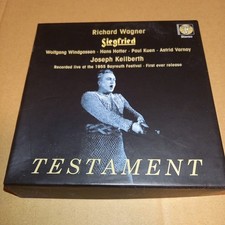 Richard Wagner
Siegfried
Wolfgang Windgassen · Hans Hotter · Paul Kuen · Astrid Varnay
Joseph Keilberth
Recorded live at the 1955 Bayreuth Festival · First ever release
TESTAMENT